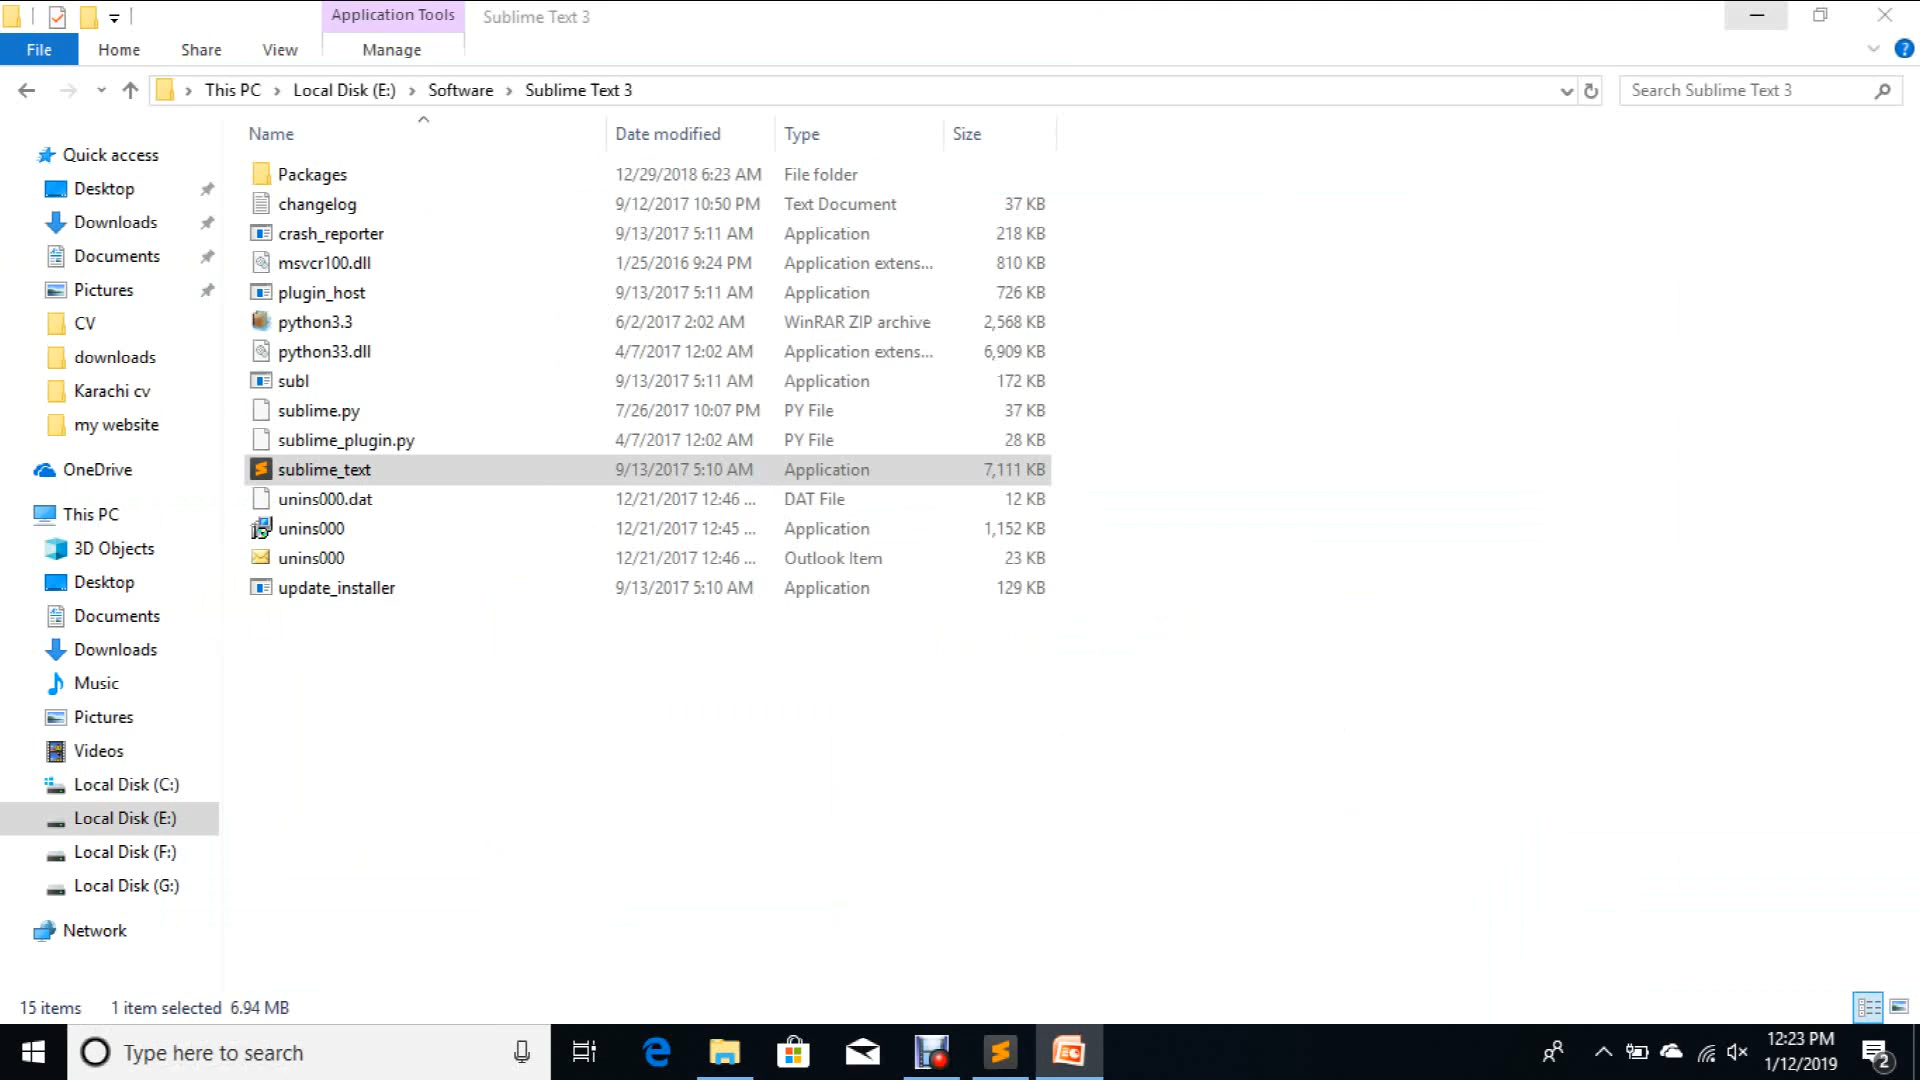 Application Tools Sublime Text 3
File Home Share View Manage
This PC Local Disk (E:) Software Sublime Text 3 Search Sublime Text 3
Name Date modified Type Size
Quick access
Desktop
Downloads
Documents
Pictures
CV
downloads
Karachi cv
my website
OneDrive
This PC
3D Objects
Desktop
Documents
Downloads
Music
Pictures
Videos
Local Disk (C:)
Local Disk (E:)
Local Disk (F:)
Local Disk (G:)
Network
Packages 12/29/2018 6:23 AM File folder
changelog 9/12/2017 10:50 PM Text Document 37 KB
crash_reporter 9/13/2017 5:11 AM Application 218 KB
msvcr100.dll 1/25/2016 9:24 PM Application extens... 810 KB
plugin_host 9/13/2017 5:11 AM Application 726 KB
python3.3 6/2/2017 2:02 AM WinRAR ZIP archive 2,568 KB
python33.dll 4/7/2017 12:02 AM Application extens... 6,909 KB
subl 9/13/2017 5:11 AM Application 172 KB
sublime.py 7/26/2017 10:07 PM PY File 37 KB
sublime_plugin.py 4/7/2017 12:02 AM PY File 28 KB
sublime_text 9/13/2017 5:10 AM Application 7,111 KB
unins000.dat 12/21/2017 12:46 ... DAT File 12 KB
unins000 12/21/2017 12:45 ... Application 1,152 KB
unins000 12/21/2017 12:46 ... Outlook Item 23 KB
update_installer 9/13/2017 5:10 AM Application 129 KB
15 items 1 item selected 6.94 MB
Type here to search
12:23 PM
1/12/2019
2